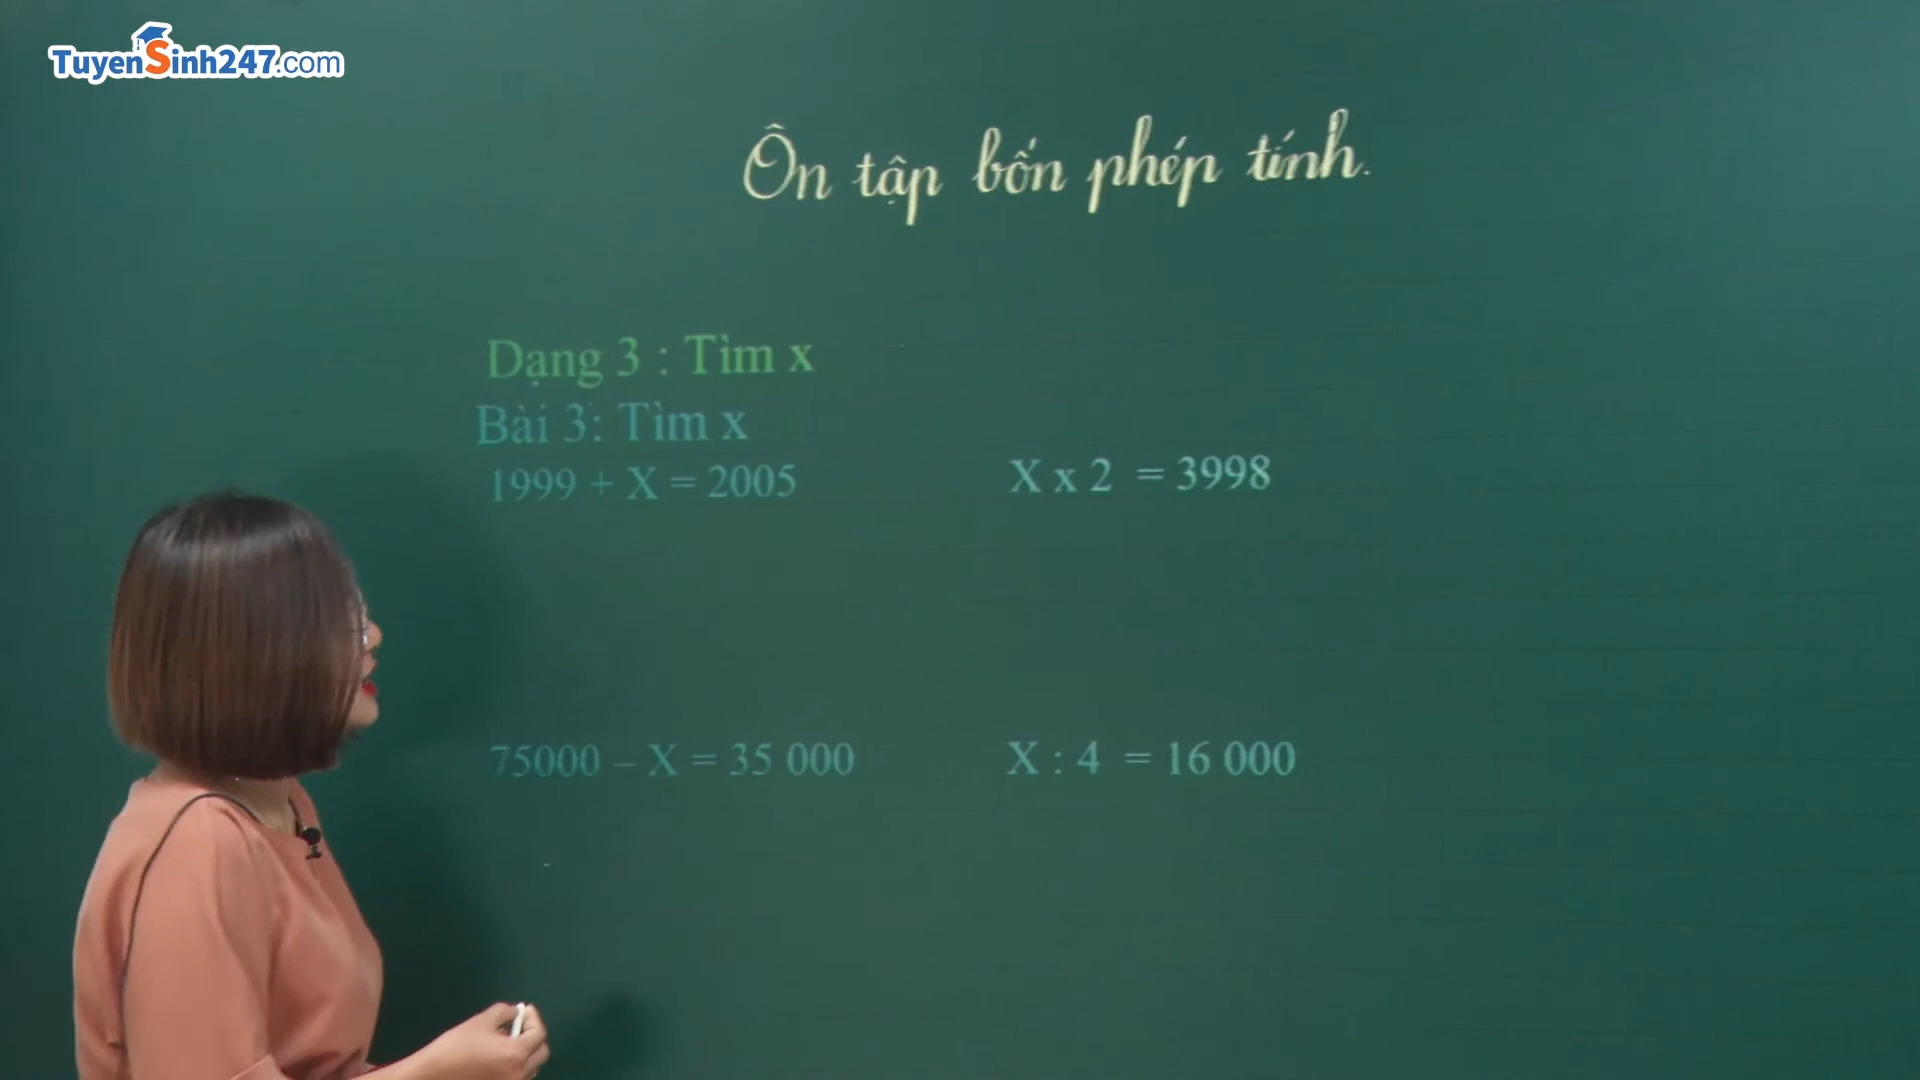 TuyenSinh247.com
Ôn tập bốn phép tính.
Dạng 3 : Tìm x
Bài 3: Tìm x
1999 + X = 2005
X x 2 = 3998
75000 – X = 35 000
X : 4 = 16 000